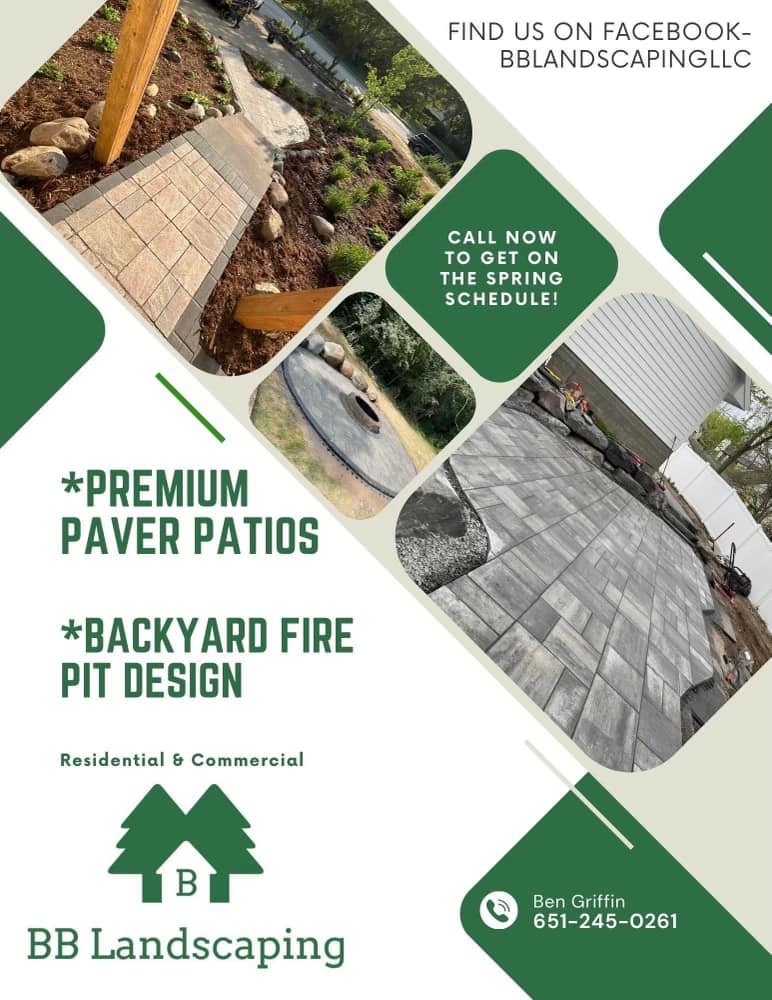 FIND US ON FACEBOOK-
BBLANDSCAPINGLLC
CALL NOW
TO GET ON
THE SPRING
SCHEDULE!
*PREMIUM
PAVER PATIOS
*BACKYARD FIRE
PIT DESIGN
Residential & Commercial
B
BB Landscaping
Ben Griffin
651-245-0261